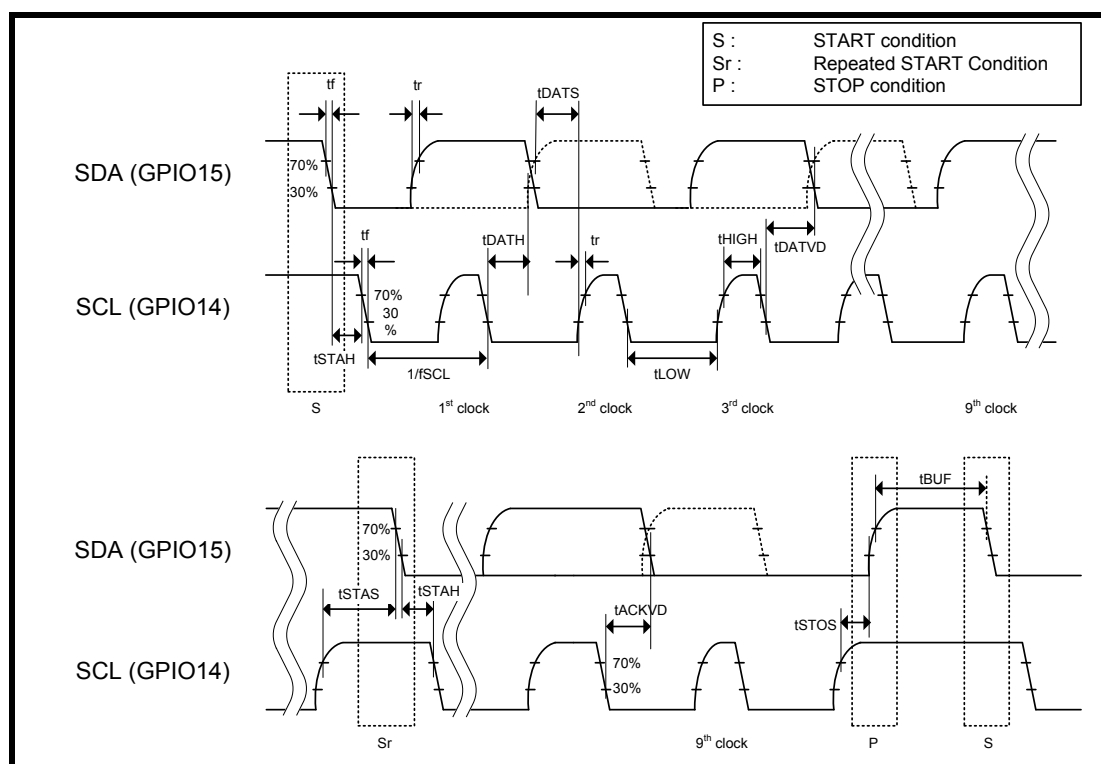 S : START condition
Sr : Repeated START Condition
P : STOP condition
tf
tr
tDATS
SDA (GPIO15)
70%
30%
tf
tDATH
tr
tHIGH
tDATVD
SCL (GPIO14)
70%
30
%
tSTAH
1/fSCL
tLOW
S
1st clock
2nd clock
3rd clock
9th clock
tBUF
SDA (GPIO15)
70%
30%
tSTAS
tSTAH
tACKVD
tSTOS
SCL (GPIO14)
70%
30%
Sr
9th clock
P
S